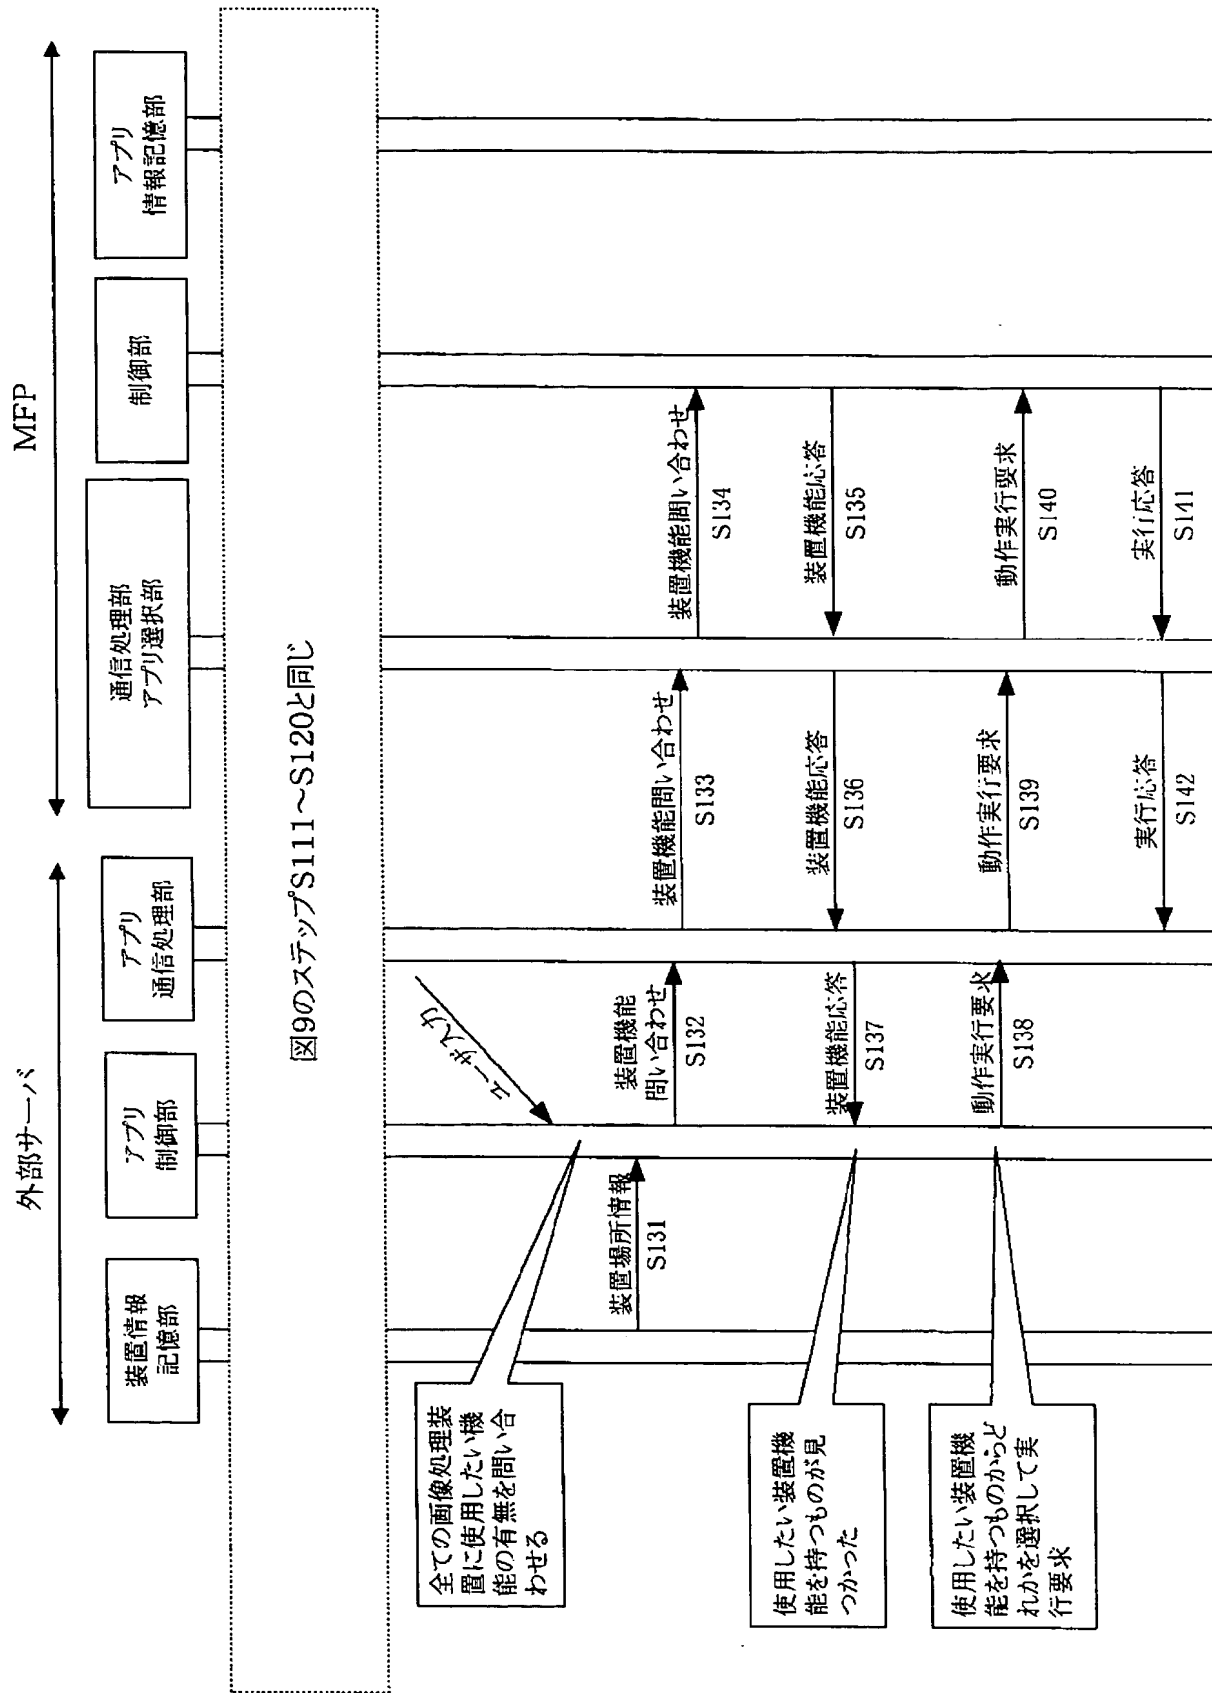 外部サーバ
MFP
装置情報
記憶部
アプリ
制御部
アプリ
通信処理部
通信処理部
アプリ選択部
制御部
アプリ
情報記憶部
図9のステップS111～S120と同じ
ユーザ入力
全ての画像処理装
置に使用したい機
能の有無を問い合
わせる
装置場所情報
S131
装置機能
問い合わせ
S132
装置機能問い合わせ
S133
装置機能問い合わせ
S134
装置機能応答
S135
装置機能応答
S136
装置機能応答
S137
使用したい装置機
能を持つものが見
つかった
動作実行要求
S138
動作実行要求
S139
動作実行要求
S140
使用したい装置機
能を持つものからど
れかを選択して実
行要求
実行応答
S141
実行応答
S142